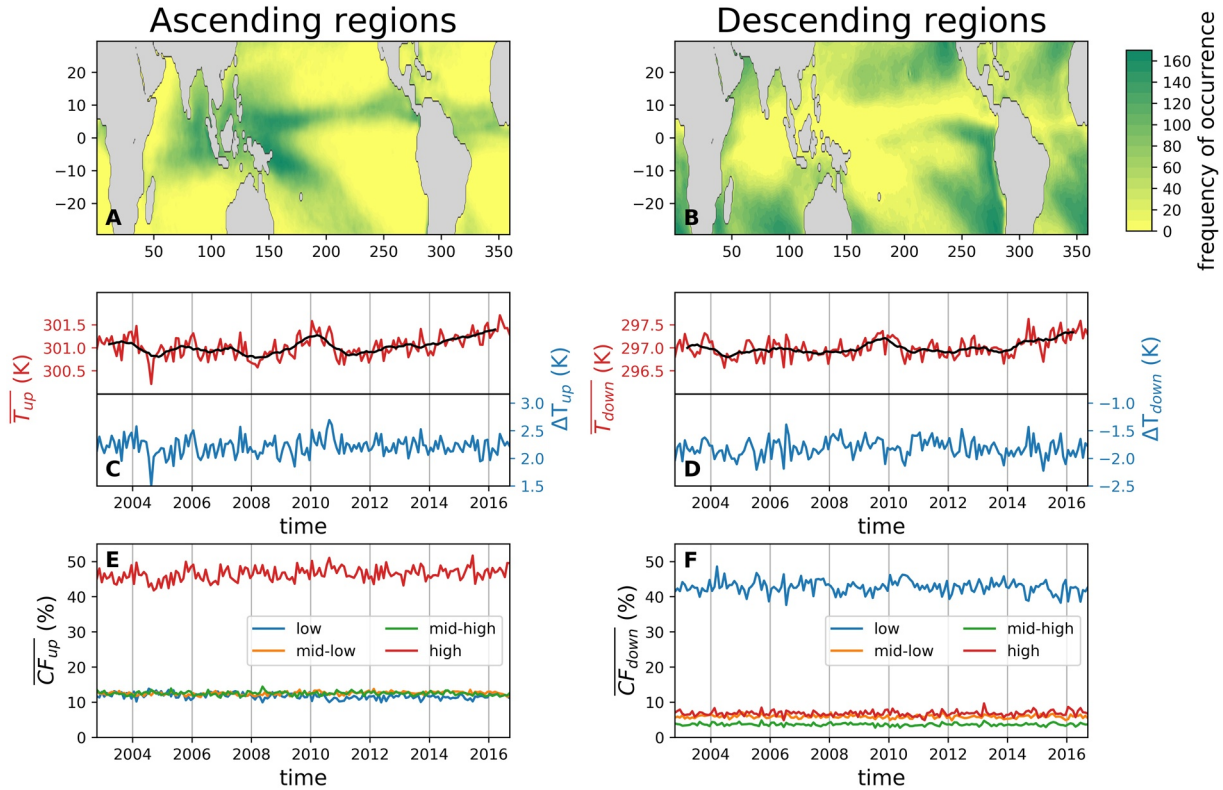 Ascending regions
Descending regions
20
10
0
−10
−20
A
50 100 150 200 250 300 350
20
10
0
−10
−20
B
50 100 150 200 250 300 350
160
140
120
100
80
60
40
20
0
frequency of occurrence
301.5
301.0
300.5
T̅up (K)
3.0
2.5
2.0
1.5
ΔTup (K)
C
2004 2006 2008 2010 2012 2014 2016
time
297.5
297.0
296.5
T̅down (K)
−1.0
−1.5
−2.0
−2.5
ΔTdown (K)
D
2004 2006 2008 2010 2012 2014 2016
time
E
50
40
30
20
10
0
CFup (%)
low
mid-low
mid-high
high
2004 2006 2008 2010 2012 2014 2016
time
F
50
40
30
20
10
0
CFdown (%)
low
mid-low
mid-high
high
2004 2006 2008 2010 2012 2014 2016
time